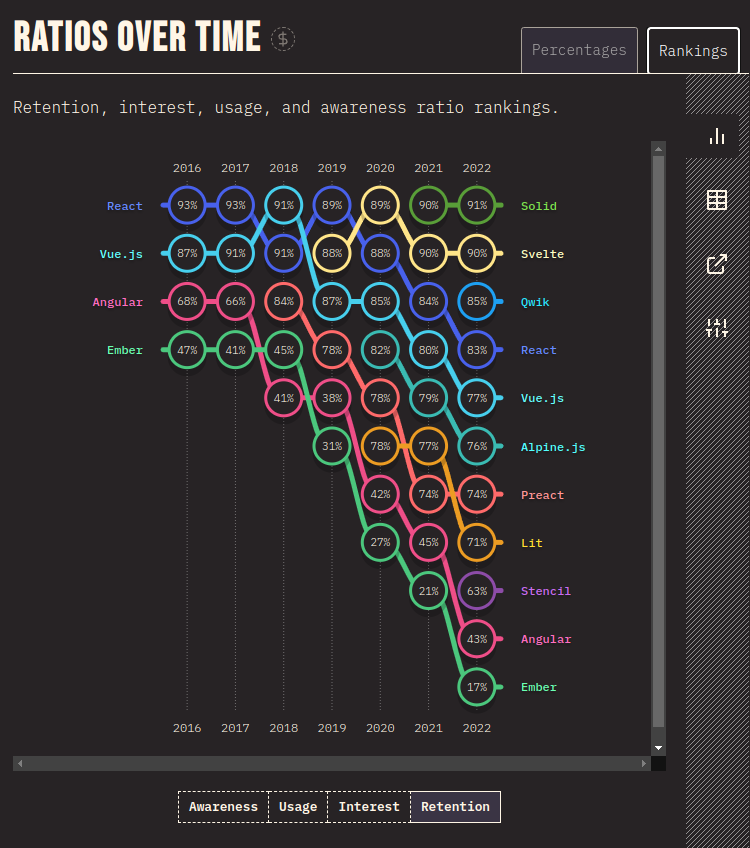 RATIOS OVER TIME $
Percentages Rankings
Retention, interest, usage, and awareness ratio rankings.
2016 2017 2018 2019 2020 2021 2022
React 93% 93% 91% 89% 89% 90% 91% Solid
Vue.js 87% 91% 91% 88% 88% 90% 90% Svelte
Angular 68% 66% 84% 87% 85% 84% 85% Qwik
Ember 47% 41% 45% 78% 82% 80% 83% React
41% 38% 78% 79% 77% Vue.js
31% 78% 77% 76% Alpine.js
42% 74% 74% Preact
27% 45% 71% Lit
21% 63% Stencil
43% Angular
17% Ember
2016 2017 2018 2019 2020 2021 2022
Awareness Usage Interest Retention